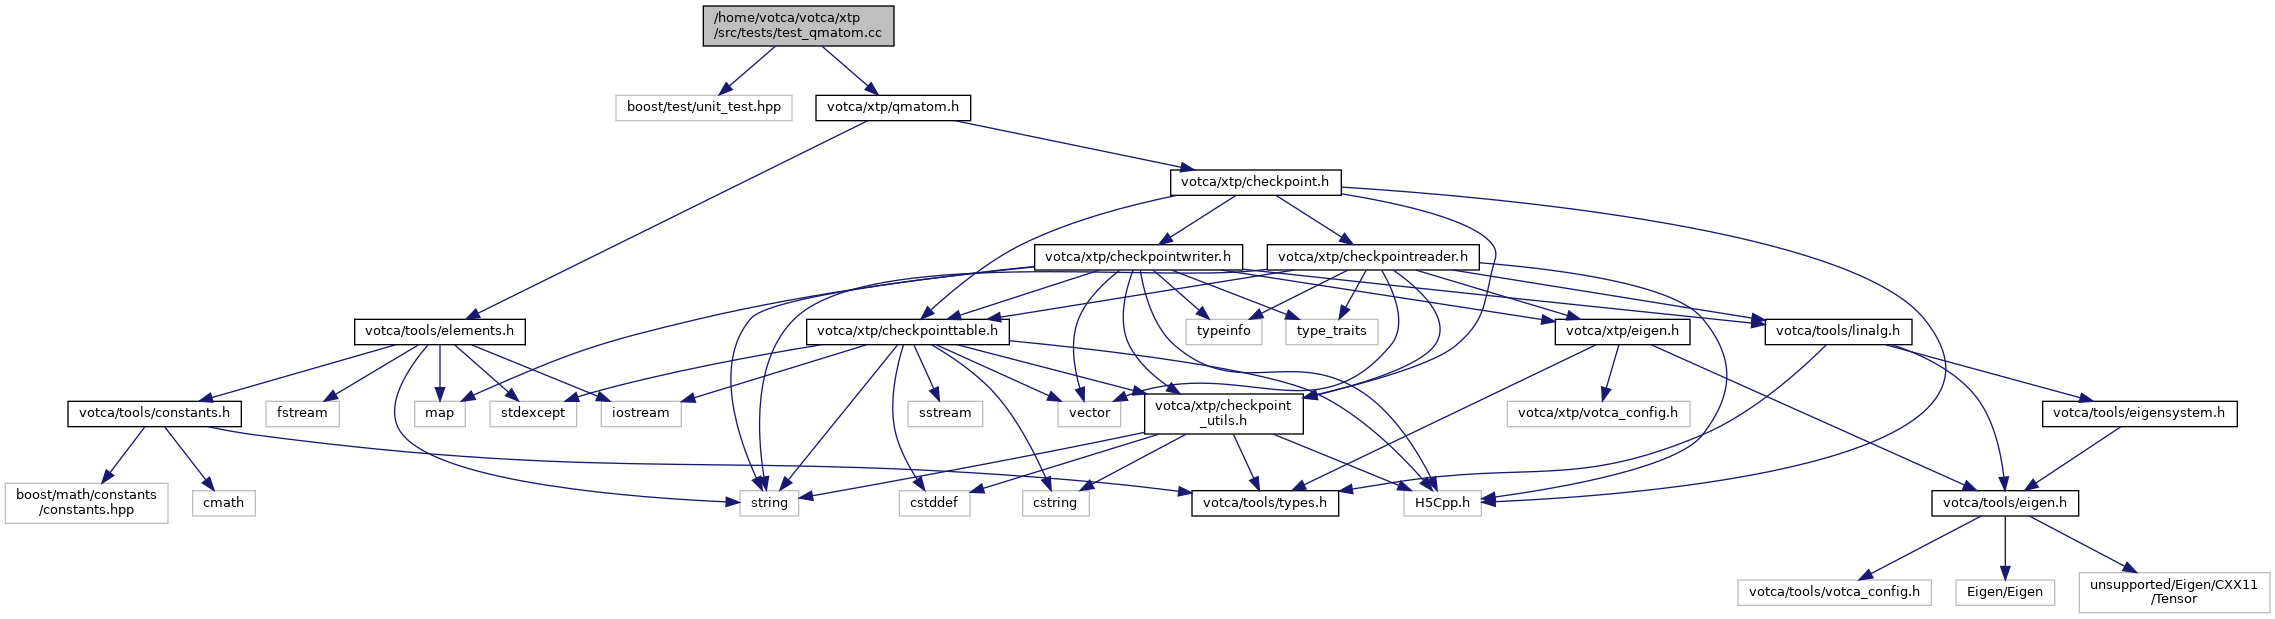 /home/votca/votca/xtp
/src/tests/test_qmatom.cc
boost/test/unit_test.hpp
votca/xtp/qmatom.h
votca/xtp/checkpoint.h
votca/xtp/checkpointwriter.h
votca/xtp/checkpointreader.h
votca/tools/elements.h
votca/xtp/checkpointtable.h
typeinfo
type_traits
votca/xtp/eigen.h
votca/tools/linalg.h
votca/tools/constants.h
fstream
map
stdexcept
iostream
sstream
vector
votca/xtp/checkpoint
_utils.h
votca/xtp/votca_config.h
votca/tools/eigensystem.h
boost/math/constants
/constants.hpp
cmath
string
cstddef
cstring
votca/tools/types.h
H5Cpp.h
votca/tools/eigen.h
votca/tools/votca_config.h
Eigen/Eigen
unsupported/Eigen/CXX11
/Tensor